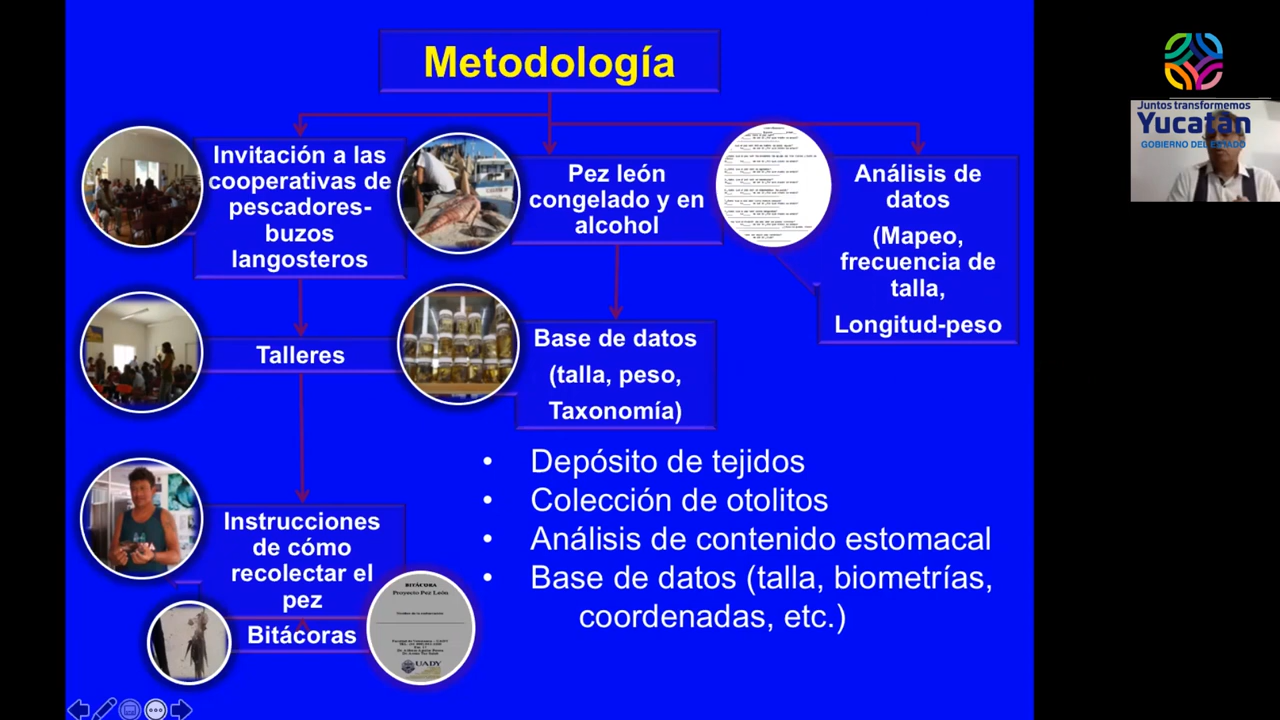 Metodología
Invitación a las
cooperativas de
pescadores-
buzos
langosteros
Talleres
Instrucciones
de cómo
recolectar el
pez
Bitácoras
BITÁCORA
Proyecto Pez León
UADY
Pez león
congelado y en
alcohol
Base de datos
(talla, peso,
Taxonomía)
Análisis de
datos
(Mapeo,
frecuencia de
talla,
Longitud-peso
• Depósito de tejidos
• Colección de otolitos
• Análisis de contenido estomacal
• Base de datos (talla, biometrías,
coordenadas, etc.)
Juntos transformemos
Yucatán
GOBIERNO DEL ESTADO